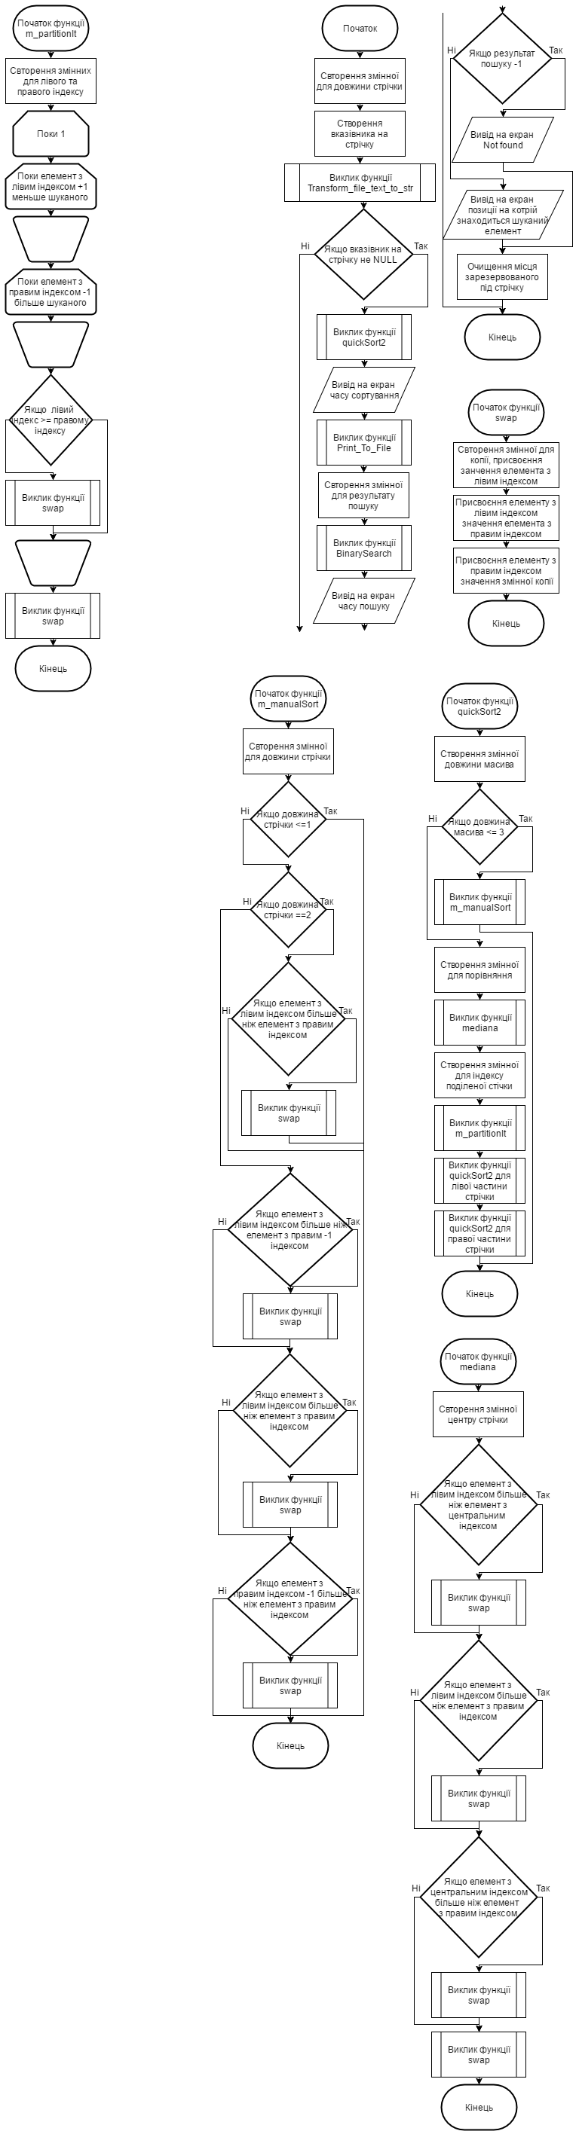 Початок функції
m_partitionIt
Свторення змінних
для лівого та
правого індексу
Поки 1
Поки елемент з
лівим індексом +1
меньше шуканого
Поки елемент з
правим індексом -1
більше шуканого
Якщо лівий
індекс >= правому
індексу
Виклик функції
swap
Виклик функції
swap
Кінець
Початок
Свторення змінної
для довжини стрічки
Створення
вказівника на
стрічку
Виклик функції
Transform_file_text_to_str
Ні
Так
Якщо вказівник на
стрічку не NULL
Виклик функції
quickSort2
Вивід на екран
часу сортування
Виклик функції
Print_To_File
Свторення змінної
для результату
пошуку
Виклик функції
BinarySearch
Вивід на екран
часу пошуку
Ні
Так
Якщо результат
пошуку -1
Вивід на екран
Not found
Вивід на екран
позиції на котрій
знаходиться шуканий
елемент
Очищення місця
зарезервованого
під стрічку
Кінець
Початок функції
swap
Свторення змінної для
копії, присвоєння
занчення елемента з
лівим індексом
Присвоєння елементу з
лівим індексом
значення елемента з
правим індексом
Присвоєння елементу з
правим індексом
значення змінної копії
Кінець
Початок функції
m_manualSort
Свторення змінної
для довжини стрічки
Ні
Так
Якщо довжина
стрічки <=1
Ні
Так
Якщо довжина
стрічки ==2
Ні
Так
Якщо елемент з
лівим індексом більше
ніж елемент з правим
індексом
Виклик функції
swap
Ні
Так
Якщо елемент з
лівим індексом більше ніж
елемент з правим -1
індексом
Виклик функції
swap
Ні
Так
Якщо елемент з
лівим індексом більше
ніж елемент з правим
індексом
Виклик функції
swap
Ні
Так
Якщо елемент з
правим індексом -1 більше
ніж елемент з правим
індексом
Виклик функції
swap
Кінець
Початок функції
quickSort2
Створення змінної
довжини масива
Ні
Так
Якщо довжина
масива <= 3
Виклик функції
m_manualSort
Створення змінної
для порівняння
Виклик функції
mediana
Створення змінної
для індексу
поділеної стічки
Виклик функції
m_partitionIt
Виклик функції
quickSort2 для
лівої частини
стрічки
Виклик функції
quickSort2 для
правої частини
стрічки
Кінець
Початок функції
mediana
Свторення змінної
центру стрічки
Ні
Так
Якщо елемент з
лівим індексом більше
ніж елемент з
центральним
індексом
Виклик функції
swap
Ні
Так
Якщо елемент з
лівим індексом більше
ніж елемент з правим
індексом
Виклик функції
swap
Ні
Так
Якщо елемент з
центральним індексом
більше ніж елемент
з правим індексом
Виклик функції
swap
Виклик функції
swap
Кінець